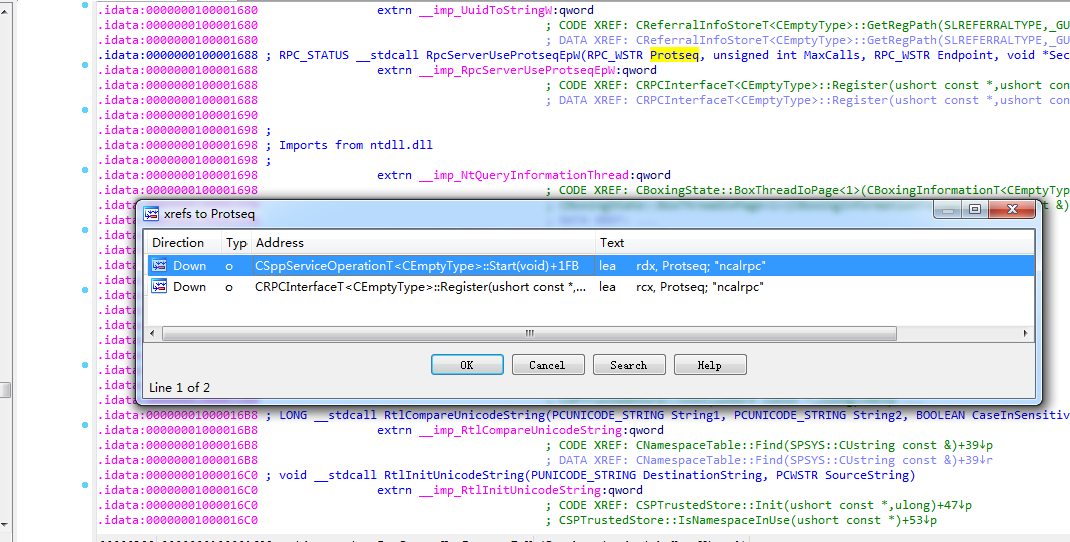 .idata:0000000100001680 extrn __imp_UuidToStringW:qword
.idata:0000000100001680 ; CODE XREF: CReferralInfoStoreT<CEmptyType>::GetRegPath(SLREFERRALTYPE,_GU
.idata:0000000100001680 ; DATA XREF: CReferralInfoStoreT<CEmptyType>::GetRegPath(SLREFERRALTYPE,_GU
.idata:0000000100001688 ; RPC_STATUS __stdcall RpcServerUseProtseqEpW(RPC_WSTR Protseq, unsigned int MaxCalls, RPC_WSTR Endpoint, void *Sec
.idata:0000000100001688 extrn __imp_RpcServerUseProtseqEpW:qword
.idata:0000000100001688 ; CODE XREF: CRPCInterfaceT<CEmptyType>::Register(ushort const *,ushort con
.idata:0000000100001688 ; DATA XREF: CRPCInterfaceT<CEmptyType>::Register(ushort const *,ushort con
.idata:0000000100001690
.idata:0000000100001698 ;
.idata:0000000100001698 ; Imports from ntdll.dll
.idata:0000000100001698 ;
.idata:0000000100001698 extrn __imp_NtQueryInformationThread:qword
.idata:0000000100001698 ; CODE XREF: CBoxingState::BoxThreadIoPage<1>(CBoxingInformationT<CEmptyTyp
xrefs to Protseq
Direction Typ Address Text
Down o CSppServiceOperationT<CEmptyType>::Start(void)+1FB lea rdx, Protseq; "ncalrpc"
Down o CRPCInterfaceT<CEmptyType>::Register(ushort const *,... lea rcx, Protseq; "ncalrpc"
OK Cancel Search Help
Line 1 of 2
.idata:00000001000016B8 ; LONG __stdcall RtlCompareUnicodeString(PCUNICODE_STRING String1, PCUNICODE_STRING String2, BOOLEAN CaseInSensitiv
.idata:00000001000016B8 extrn __imp_RtlCompareUnicodeString:qword
.idata:00000001000016B8 ; CODE XREF: CNamespaceTable::Find(SPSYS::CUstring const &)+39↓p
.idata:00000001000016B8 ; DATA XREF: CNamespaceTable::Find(SPSYS::CUstring const &)+39↓r
.idata:00000001000016C0 ; void __stdcall RtlInitUnicodeString(PUNICODE_STRING DestinationString, PCWSTR SourceString)
.idata:00000001000016C0 extrn __imp_RtlInitUnicodeString:qword
.idata:00000001000016C0 ; CODE XREF: CSPTrustedStore::Init(ushort const *,ulong)+47↓p
.idata:00000001000016C0 ; CSPTrustedStore::IsNamespaceInUse(ushort const *)+53↓p